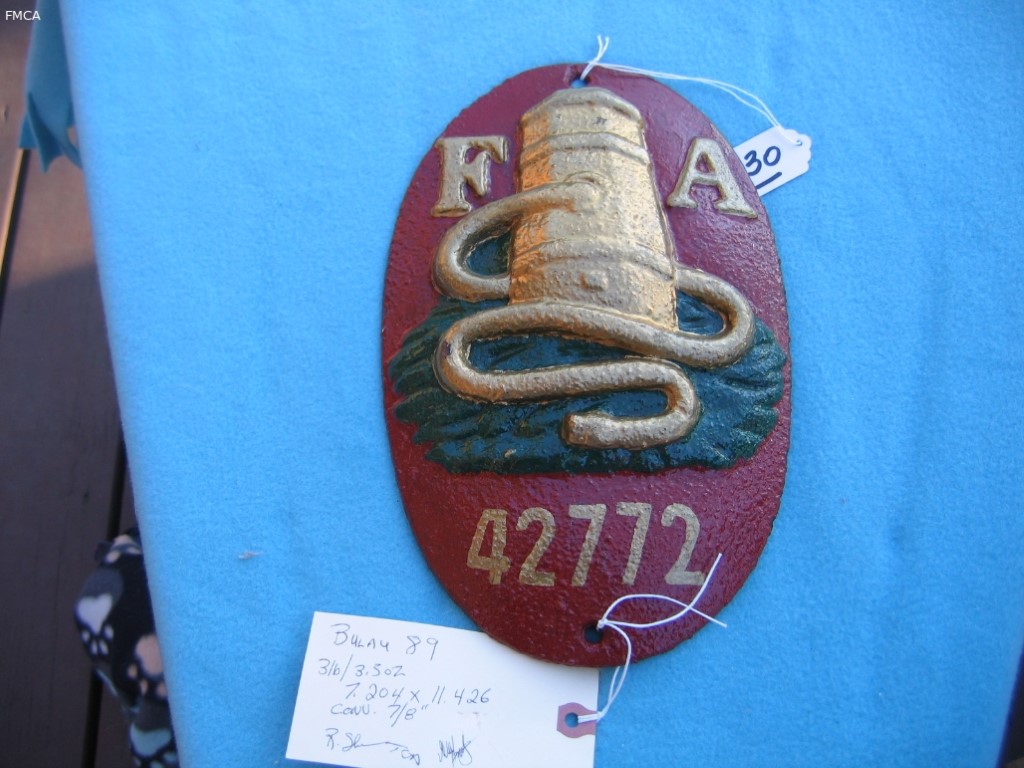 FMCA
F A
30
42772
BULAU 89
3lb/3.5oz
7.204 x 11.426
CONV. 7/8"